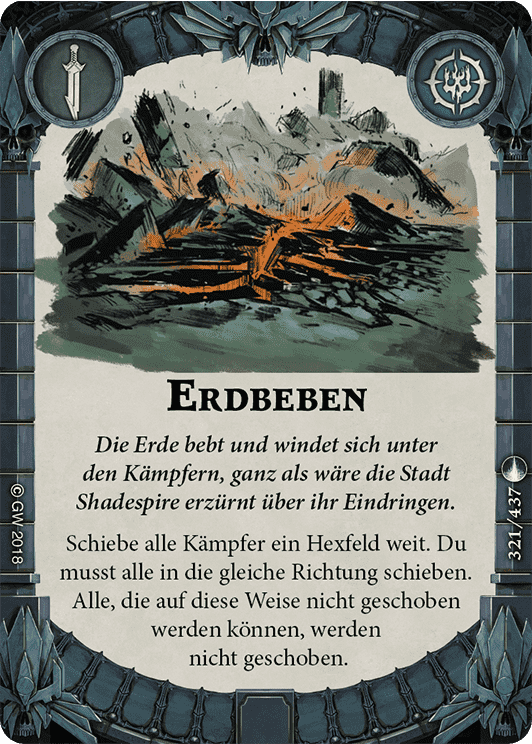 Erdbeben
Die Erde bebt und windet sich unter
den Kämpfern, ganz als wäre die Stadt
Shadespire erzürnt über ihr Eindringen.
Schiebe alle Kämpfer ein Hexfeld weit. Du
musst alle in die gleiche Richtung schieben.
Alle, die auf diese Weise nicht geschoben
werden können, werden
nicht geschoben.
© GW 2018
321/437